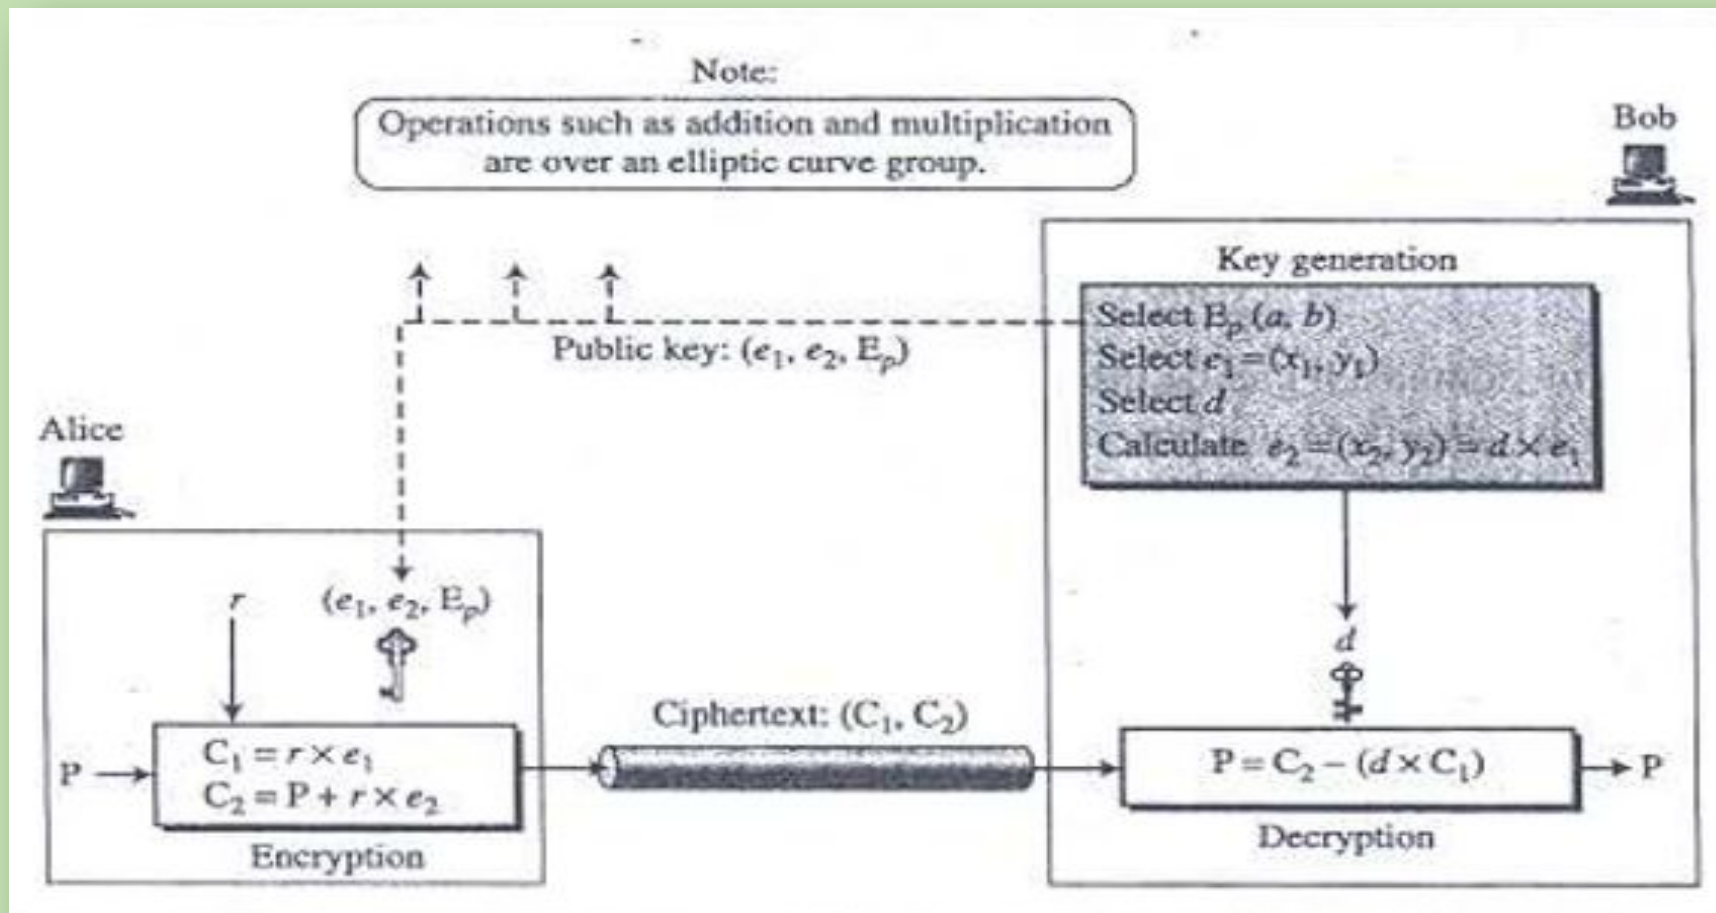 Note:
Operations such as addition and multiplication
are over an elliptic curve group.
Bob
Key generation
Select Eₚ (a, b)
Select e₁ = (x₁, y₁)
Select d
Calculate e₂ = (x₂, y₂) = d × e₁
Public key: (e₁, e₂, Eₚ)
Alice
r
(e₁, e₂, Eₚ)
d
Ciphertext: (C₁, C₂)
P
C₁ = r × e₁
C₂ = P + r × e₂
Encryption
P = C₂ − (d × C₁)
P
Decryption